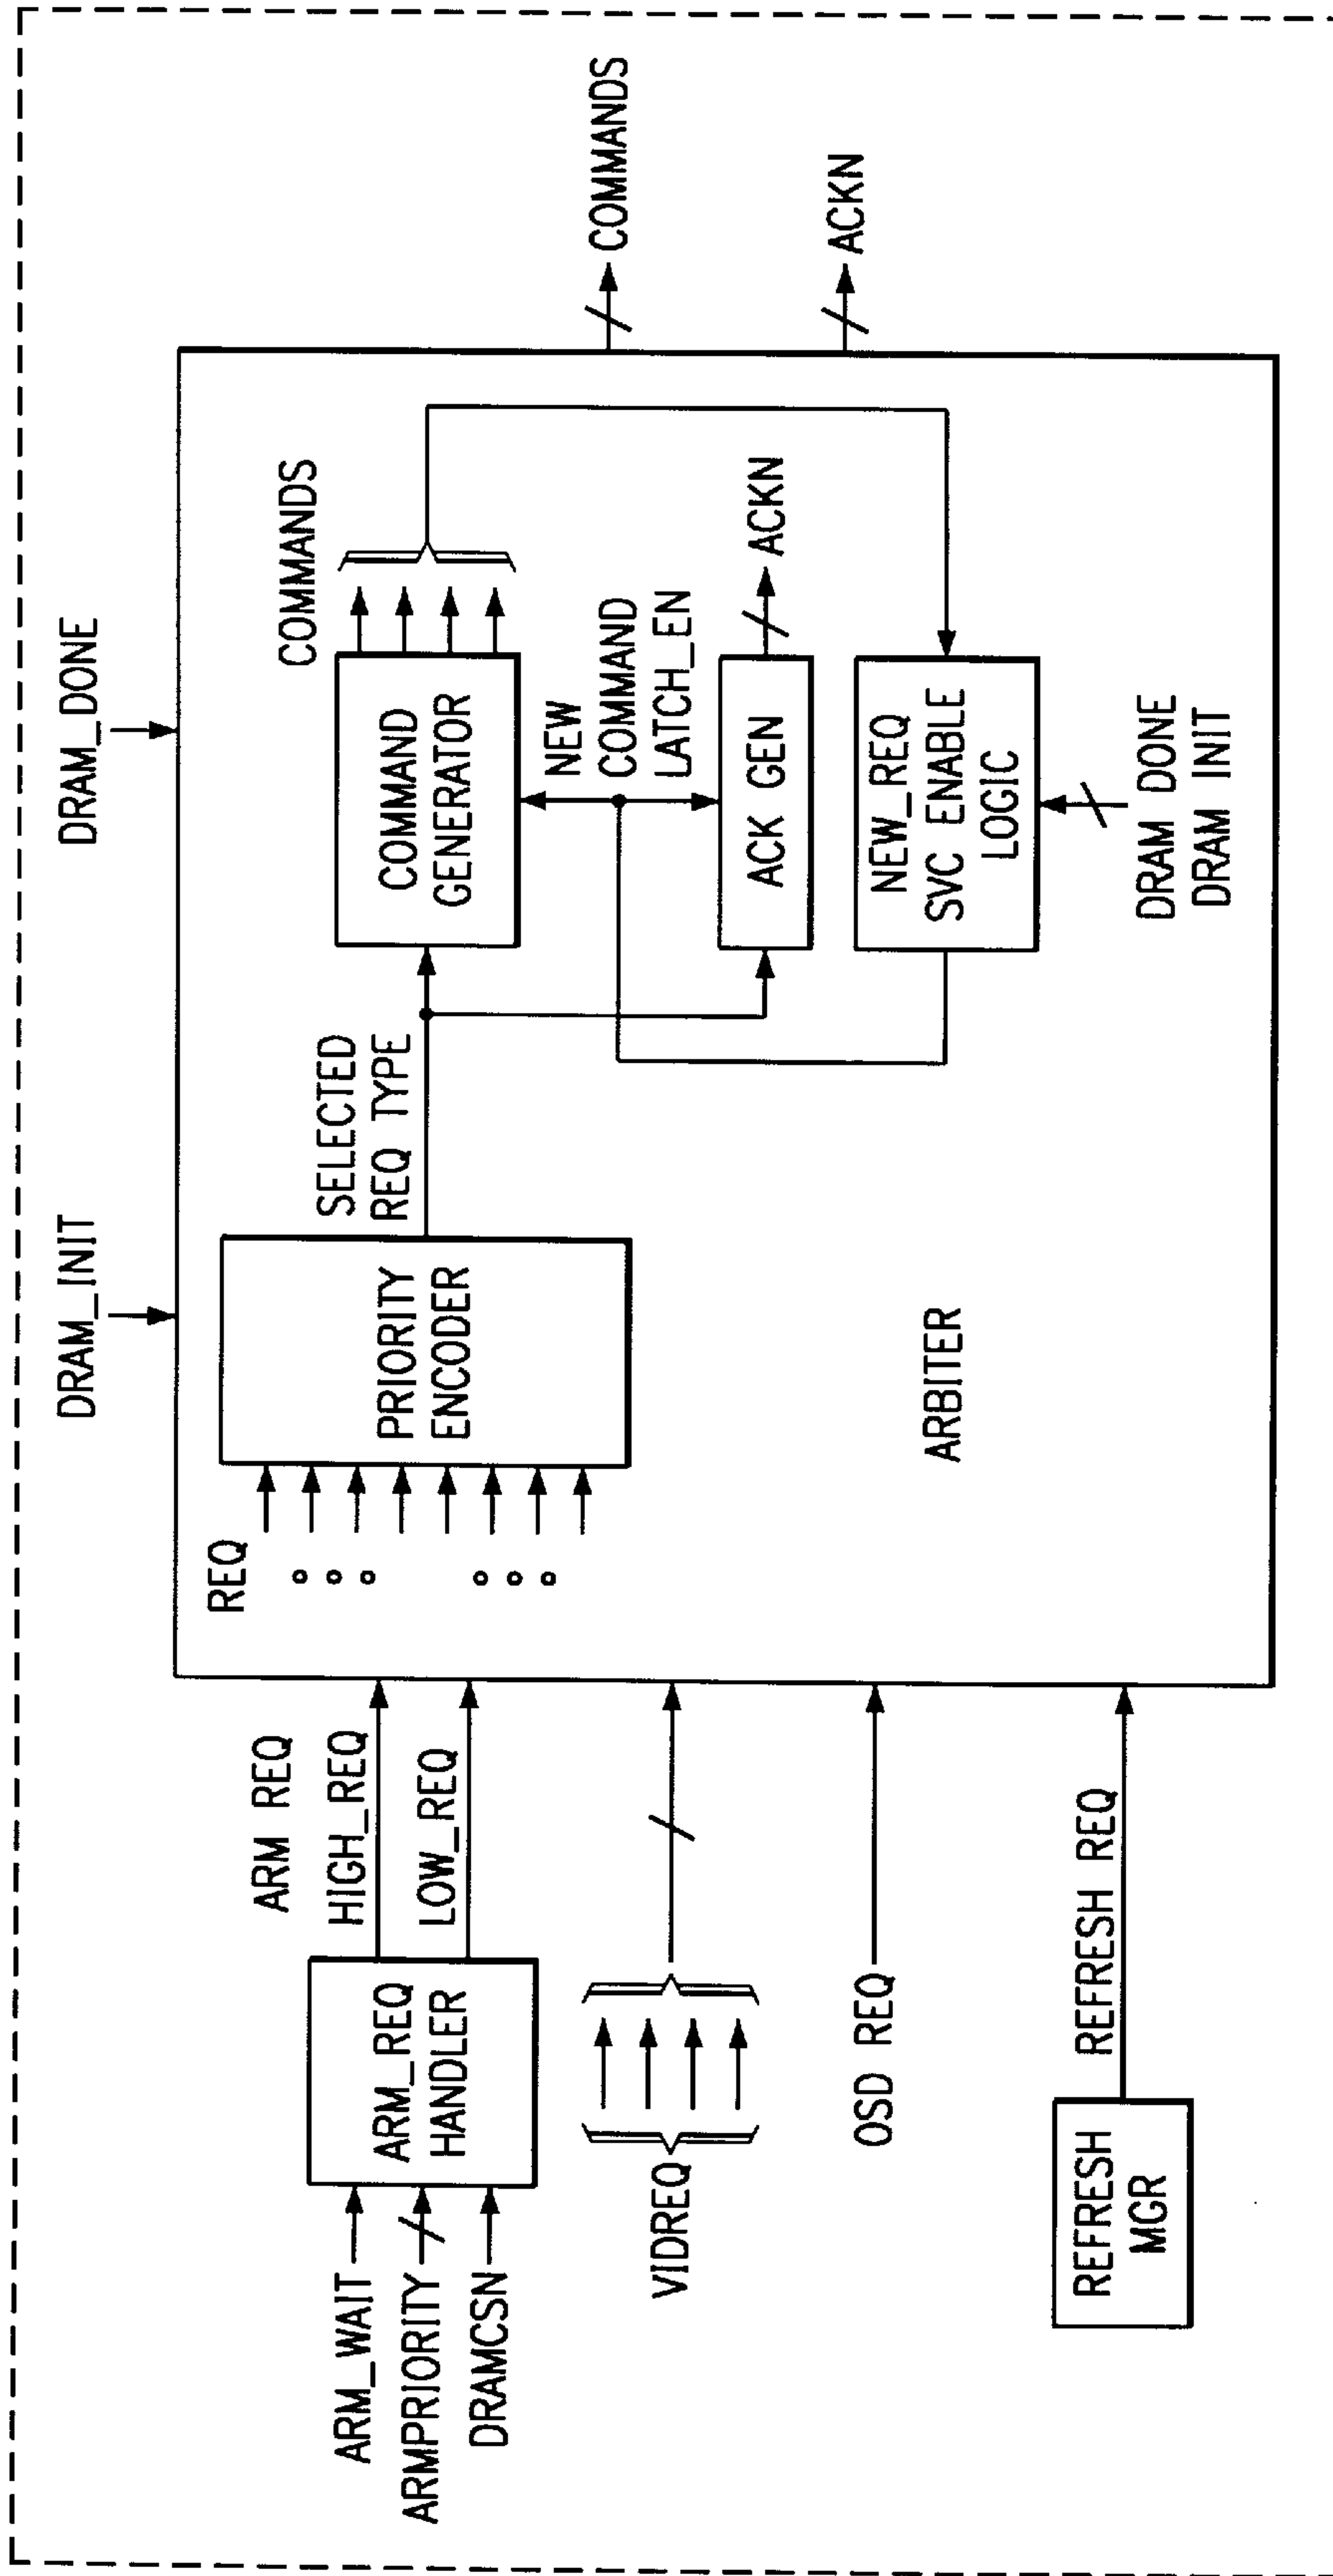 DRAM_INIT
DRAM_DONE
ARM_WAIT
ARMPRIORITY
DRAMCSN
ARM_REQ
HANDLER
ARM REQ
HIGH_REQ
LOW_REQ
VIDREQ
OSD REQ
REFRESH
MGR
REFRESH REQ
REQ
PRIORITY
ENCODER
ARBITER
SELECTED
REQ TYPE
COMMAND
GENERATOR
COMMANDS
NEW
COMMAND
LATCH_EN
ACK GEN
ACKN
NEW_REQ
SVC ENABLE
LOGIC
DRAM DONE
DRAM INIT
COMMANDS
ACKN